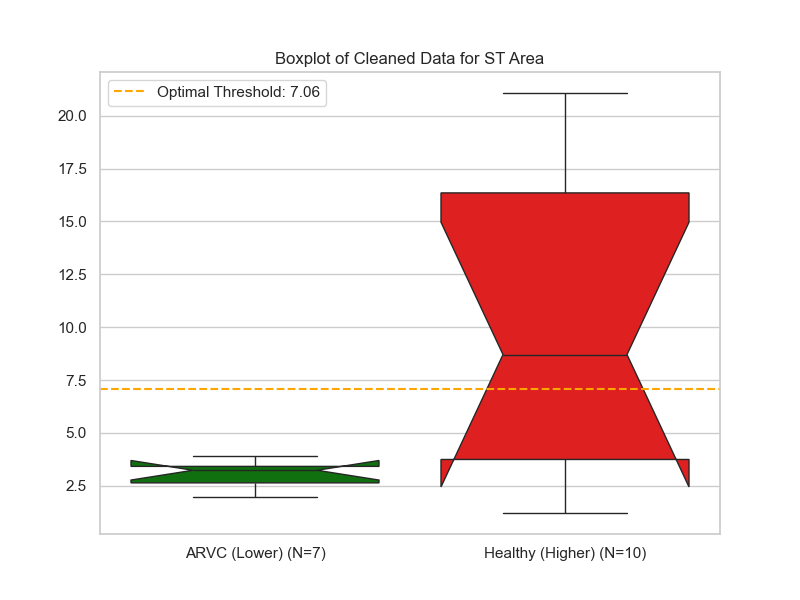 Boxplot of Cleaned Data for ST Area
Optimal Threshold: 7.06
20.0
17.5
15.0
12.5
10.0
7.5
5.0
2.5
ARVC (Lower) (N=7)
Healthy (Higher) (N=10)